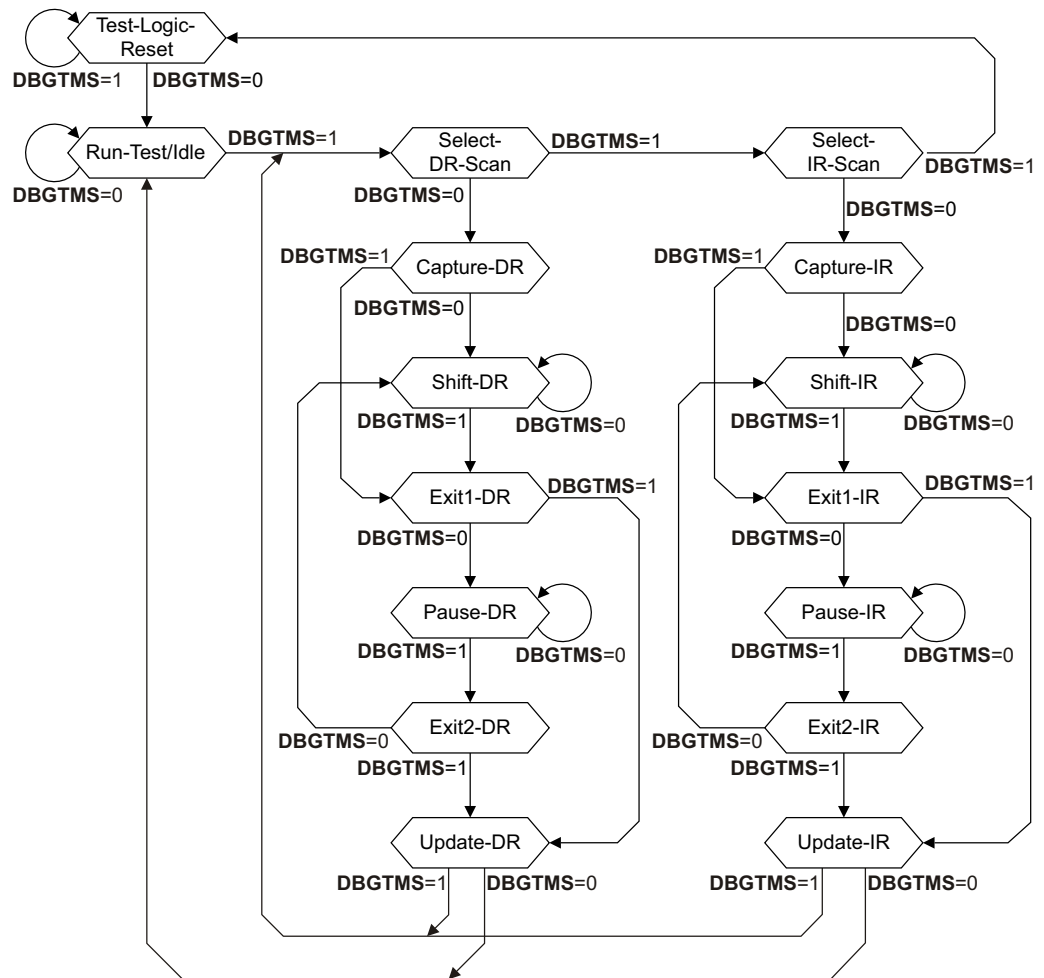 Test-Logic-
Reset
DBGTMS=1
DBGTMS=0
Run-Test/Idle
DBGTMS=1
Select-
DR-Scan
DBGTMS=1
Select-
IR-Scan
DBGTMS=1
DBGTMS=0
DBGTMS=0
DBGTMS=0
DBGTMS=1
Capture-DR
DBGTMS=1
Capture-IR
DBGTMS=0
DBGTMS=0
Shift-DR
Shift-IR
DBGTMS=1
DBGTMS=0
DBGTMS=1
DBGTMS=0
Exit1-DR
DBGTMS=1
Exit1-IR
DBGTMS=1
DBGTMS=0
DBGTMS=0
Pause-DR
Pause-IR
DBGTMS=1
DBGTMS=0
DBGTMS=1
DBGTMS=0
Exit2-DR
Exit2-IR
DBGTMS=0
DBGTMS=0
DBGTMS=1
DBGTMS=1
Update-DR
Update-IR
DBGTMS=1
DBGTMS=0
DBGTMS=1
DBGTMS=0